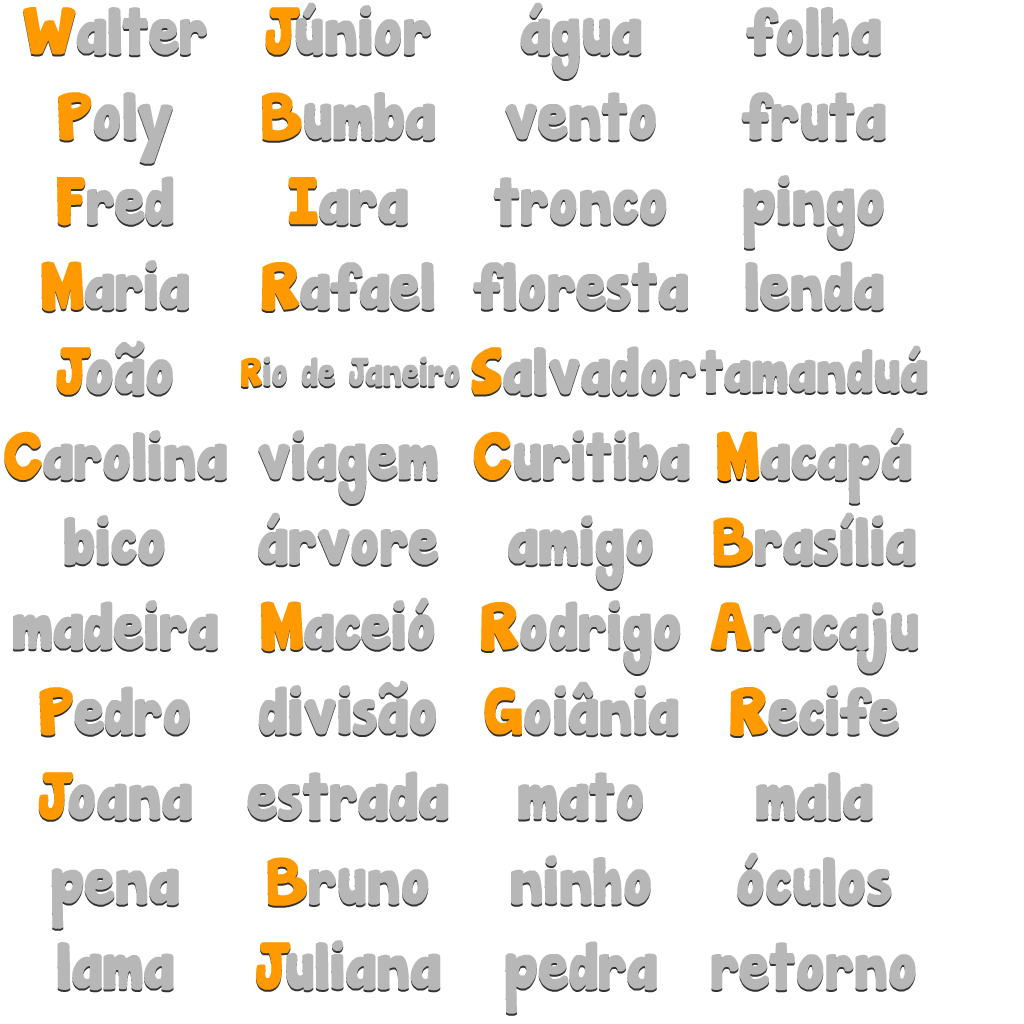 Walter Júnior água folha
Poly Bumba vento fruta
Fred Iara tronco pingo
Maria Rafael floresta lenda
João Rio de Janeiro Salvador tamanduá
Carolina viagem Curitiba Macapá
bico árvore amigo Brasília
madeira Maceió Rodrigo Aracaju
Pedro divisão Goiânia Recife
Joana estrada mato mala
pena Bruno ninho óculos
lama Juliana pedra retorno